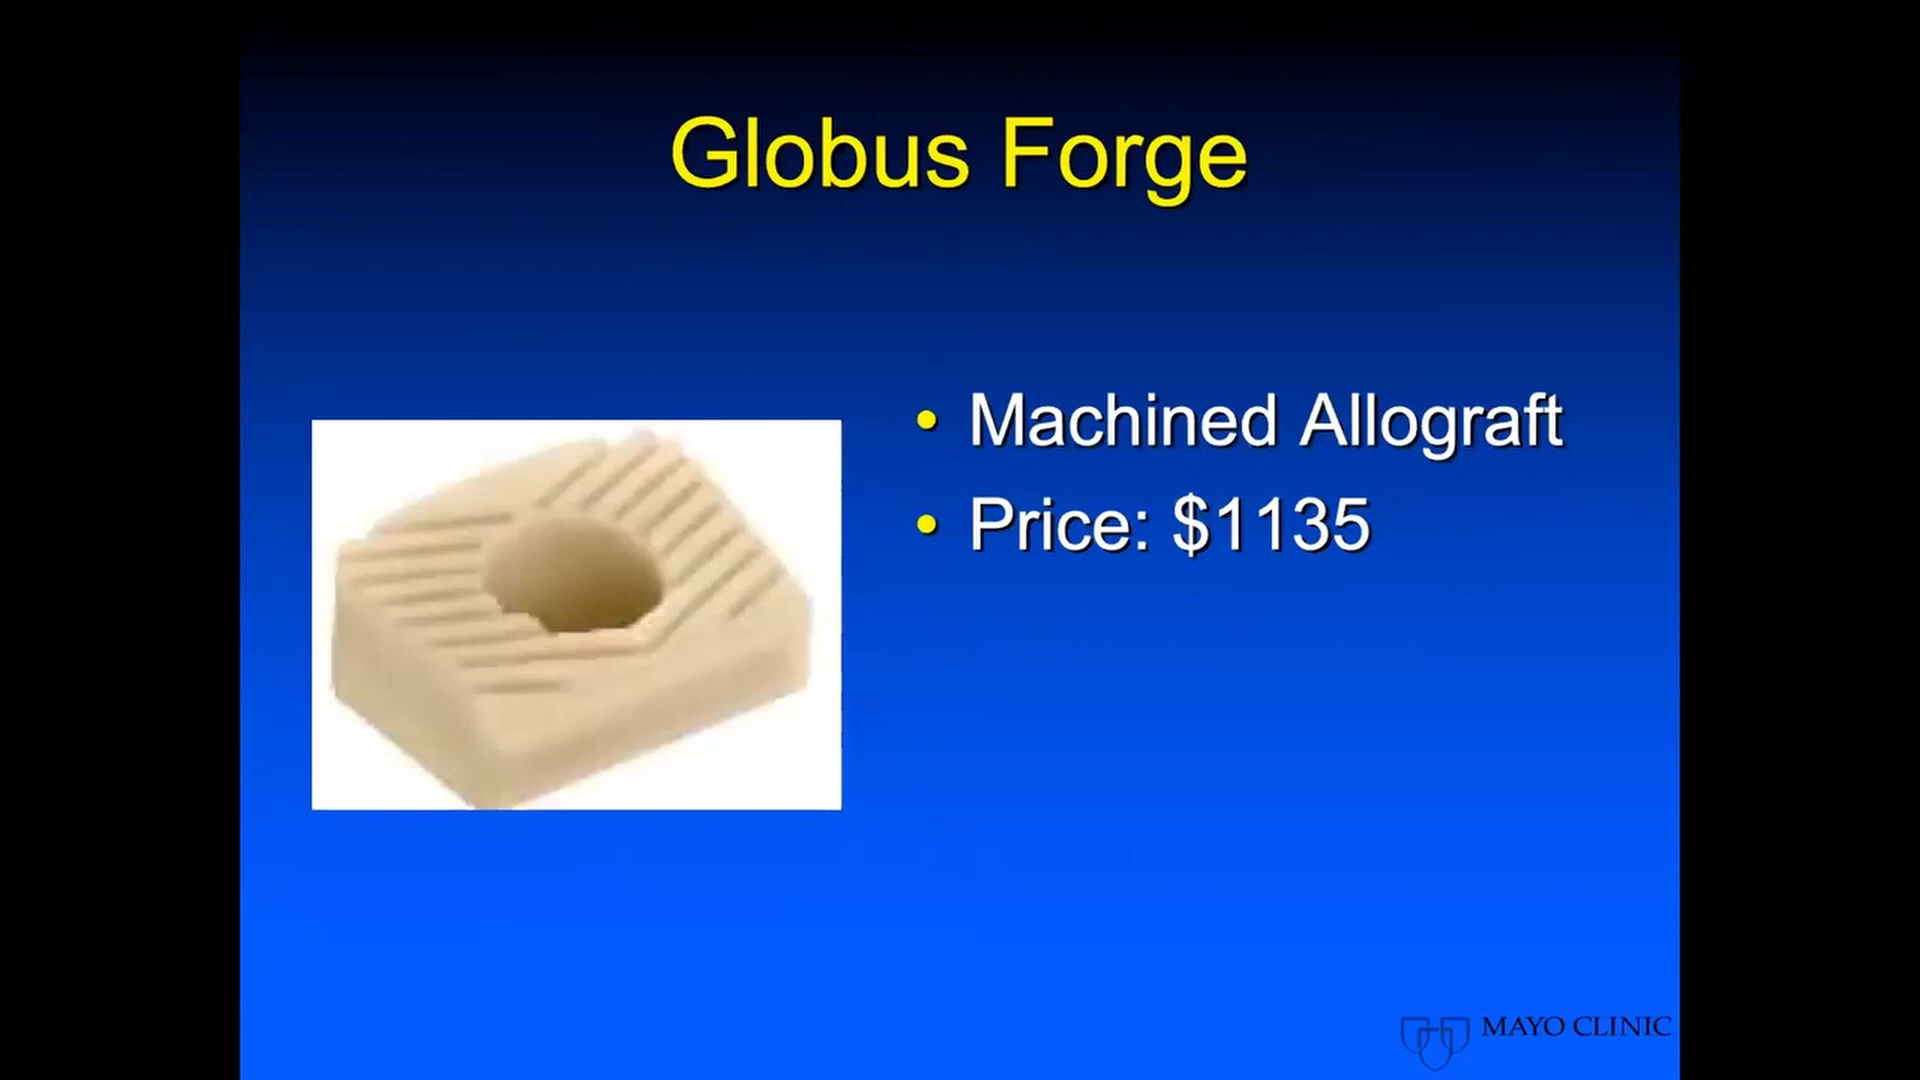 Globus Forge
• Machined Allograft
• Price: $1135
MAYO CLINIC